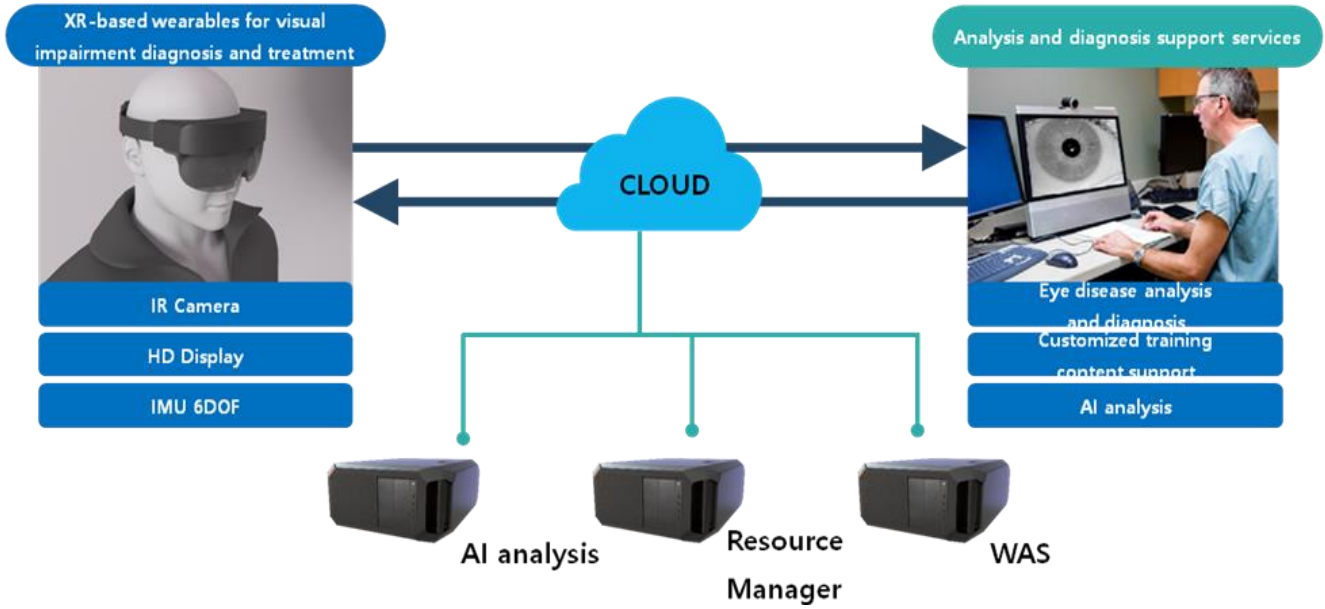 XR-based wearables for visual
impairment diagnosis and treatment
Analysis and diagnosis support services
CLOUD
IR Camera
HD Display
IMU 6DOF
Eye disease analysis
and diagnosis
Customized training
content support
AI analysis
AI analysis
Resource
Manager
WAS